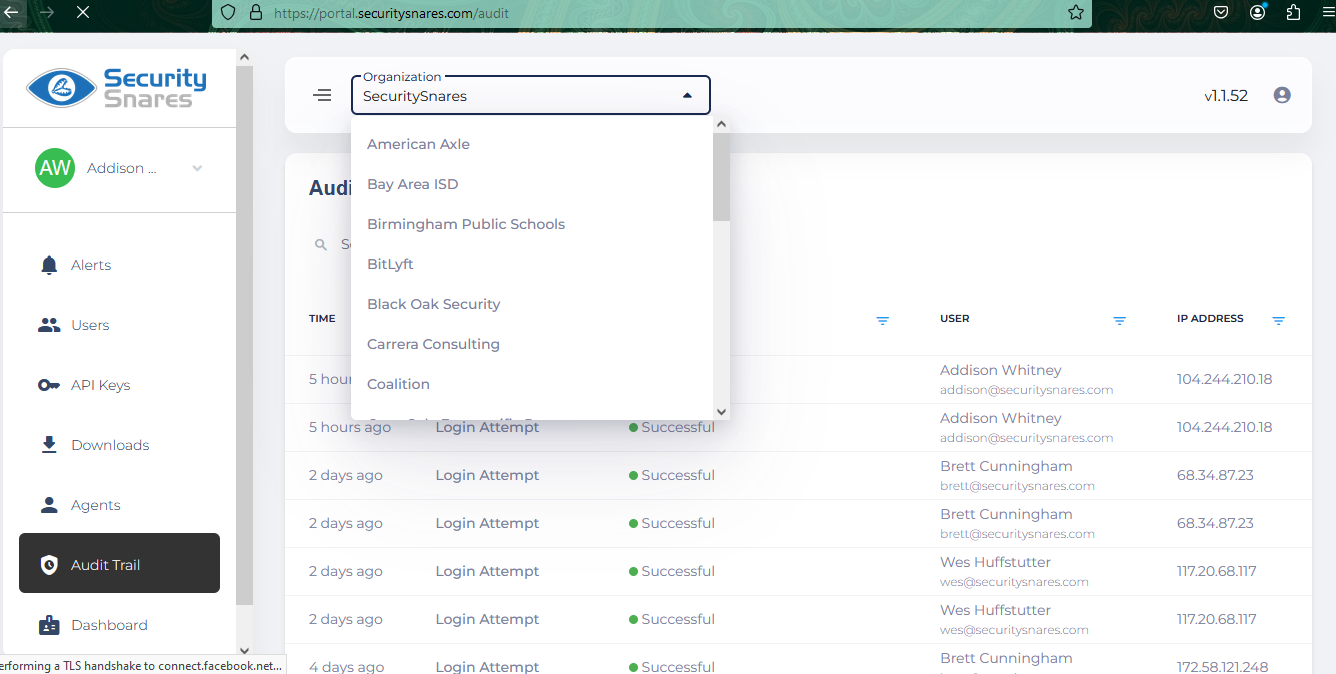 https://portal.securitysnares.com/audit
Security
Snares
AW
Addison ...
Alerts
Users
API Keys
Downloads
Agents
Audit Trail
Dashboard
erforming a TLS handshake to connect.facebook.net...
Organization
SecuritySnares
v1.1.52
American Axle
Bay Area ISD
Birmingham Public Schools
BitLyft
Black Oak Security
Carrera Consulting
Coalition
Audi
TIME USER IP ADDRESS
5 hour Addison Whitney 104.244.210.18
addison@securitysnares.com
5 hours ago Login Attempt Successful Addison Whitney 104.244.210.18
addison@securitysnares.com
2 days ago Login Attempt Successful Brett Cunningham 68.34.87.23
brett@securitysnares.com
2 days ago Login Attempt Successful Brett Cunningham 68.34.87.23
brett@securitysnares.com
2 days ago Login Attempt Successful Wes Huffstutter 117.20.68.117
wes@securitysnares.com
2 days ago Login Attempt Successful Wes Huffstutter 117.20.68.117
wes@securitysnares.com
4 days ago Login Attempt Successful Brett Cunningham 172.58.121.248